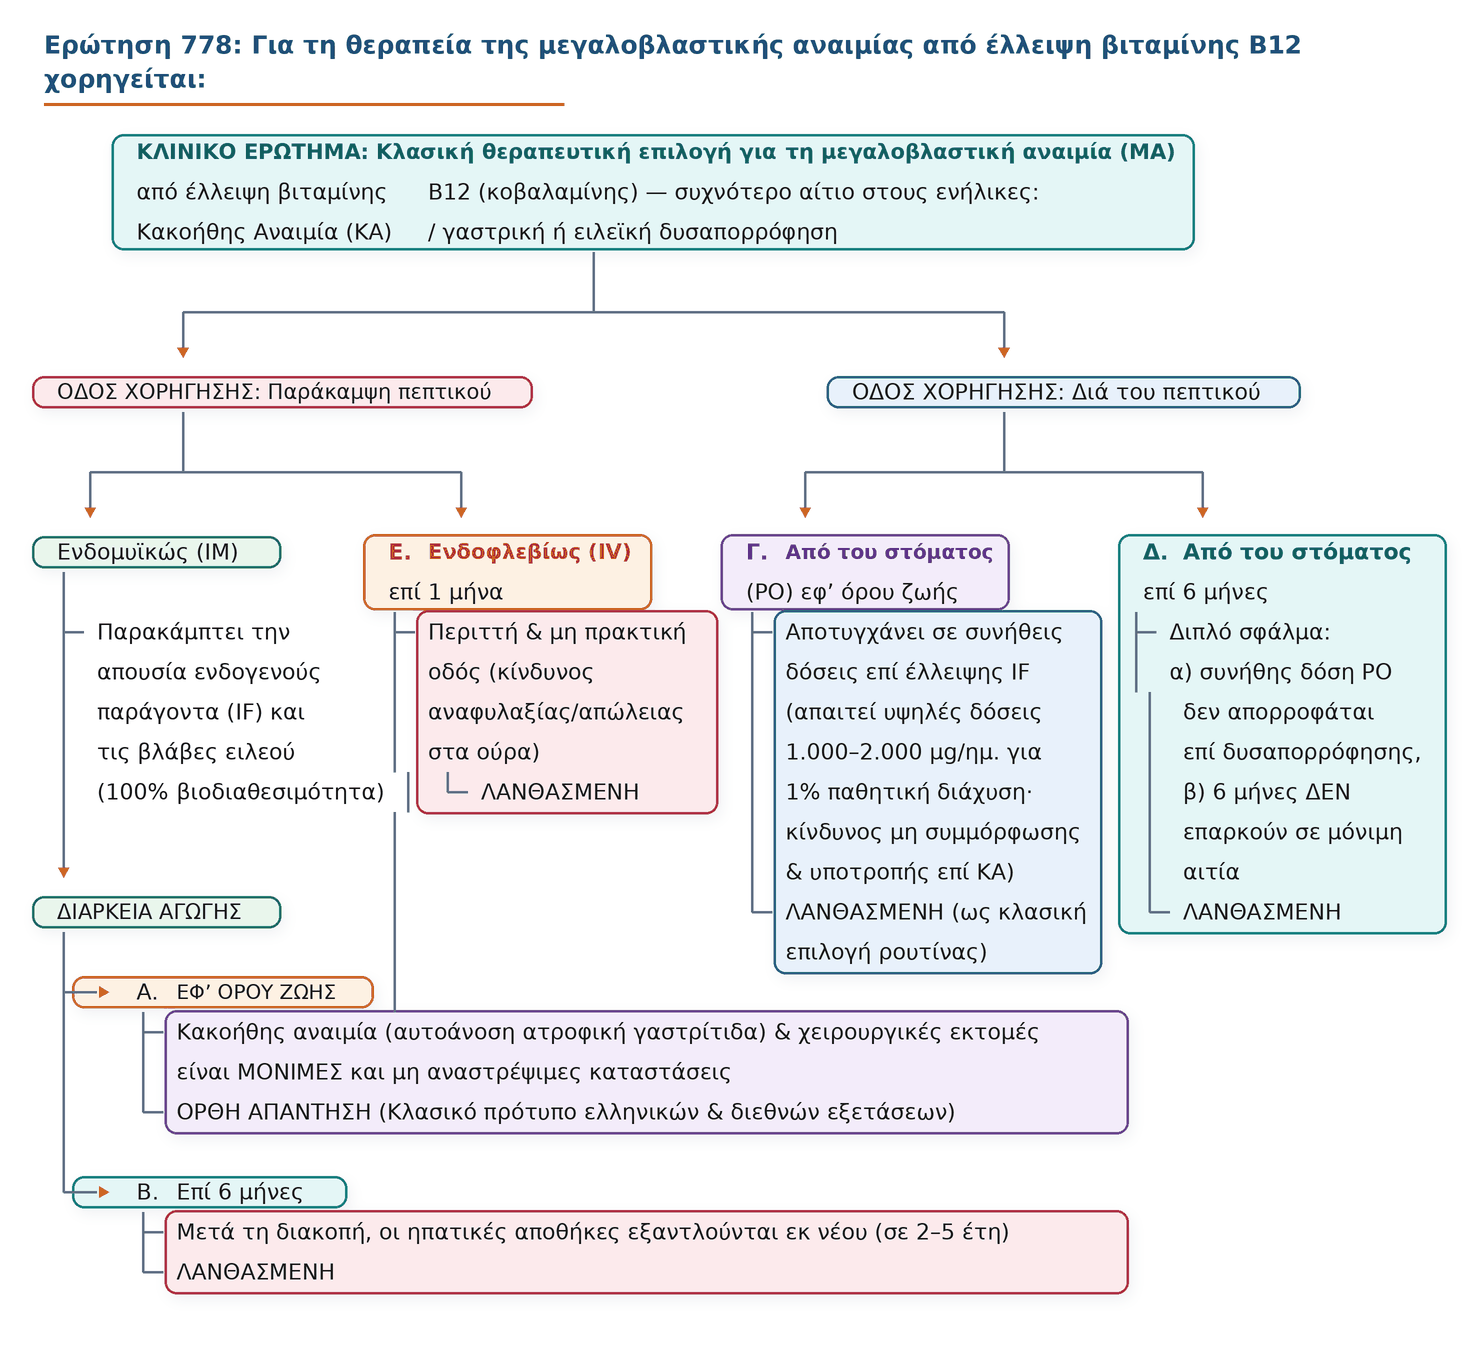 Ερώτηση 778: Για τη θεραπεία της μεγαλοβλαστικής αναιμίας από έλλειψη βιταμίνης Β12
χορηγείται:
ΚΛΙΝΙΚΟ ΕΡΩΤΗΜΑ: Κλασική θεραπευτική επιλογή για τη μεγαλοβλαστική αναιμία (ΜΑ)
από έλλειψη βιταμίνης Β12 (κοβαλαμίνης) — συχνότερο αίτιο στους ενήλικες:
Κακοήθης Αναιμία (ΚΑ) / γαστρική ή ειλεϊκή δυσαπορρόφηση
ΟΔΟΣ ΧΟΡΗΓΗΣΗΣ: Παράκαμψη πεπτικού
ΟΔΟΣ ΧΟΡΗΓΗΣΗΣ: Διά του πεπτικού
Ενδομυϊκώς (IM)
Παρακάμπτει την
απουσία ενδογενούς
παράγοντα (IF) και
τις βλάβες ειλεού
(100% βιοδιαθεσιμότητα)
Ε. Ενδοφλεβίως (IV)
επί 1 μήνα
Περιττή & μη πρακτική
οδός (κίνδυνος
αναφυλαξίας/απώλειας
στα ούρα)
ΛΑΝΘΑΣΜΕΝΗ
Γ. Από του στόματος
(PO) εφ’ όρου ζωής
Αποτυγχάνει σε συνήθεις
δόσεις επί έλλειψης IF
(απαιτεί υψηλές δόσεις
1.000–2.000 μg/ημ. για
1% παθητική διάχυση·
κίνδυνος μη συμμόρφωσης
& υποτροπής επί ΚΑ)
ΛΑΝΘΑΣΜΕΝΗ (ως κλασική
επιλογή ρουτίνας)
Δ. Από του στόματος
επί 6 μήνες
Διπλό σφάλμα:
α) συνήθης δόση PO
δεν απορροφάται
επί δυσαπορρόφησης,
β) 6 μήνες ΔΕΝ
επαρκούν σε μόνιμη
αιτία
ΛΑΝΘΑΣΜΕΝΗ
ΔΙΑΡΚΕΙΑ ΑΓΩΓΗΣ
Α. ΕΦ’ ΟΡΟΥ ΖΩΗΣ
Κακοήθης αναιμία (αυτοάνοση ατροφική γαστρίτιδα) & χειρουργικές εκτομές
είναι ΜΟΝΙΜΕΣ και μη αναστρέψιμες καταστάσεις
ΟΡΘΗ ΑΠΑΝΤΗΣΗ (Κλασικό πρότυπο ελληνικών & διεθνών εξετάσεων)
Β. Επί 6 μήνες
Μετά τη διακοπή, οι ηπατικές αποθήκες εξαντλούνται εκ νέου (σε 2–5 έτη)
ΛΑΝΘΑΣΜΕΝΗ